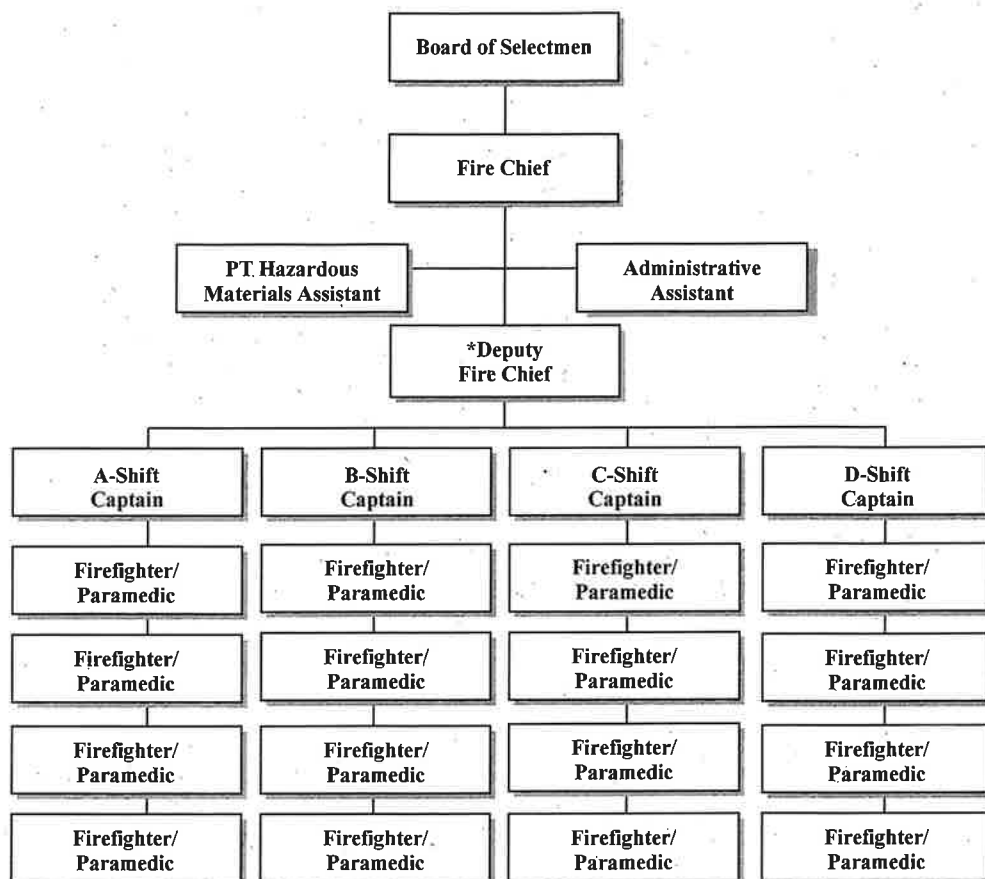 Board of Selectmen
Fire Chief
PT. Hazardous
Materials Assistant
Administrative
Assistant
*Deputy
Fire Chief
A-Shift
Captain
B-Shift
Captain
C-Shift
Captain
D-Shift
Captain
Firefighter/
Paramedic
Firefighter/
Paramedic
Firefighter/
Paramedic
Firefighter/
Paramedic
Firefighter/
Paramedic
Firefighter/
Paramedic
Firefighter/
Paramedic
Firefighter/
Paramedic
Firefighter/
Paramedic
Firefighter/
Paramedic
Firefighter/
Paramedic
Firefighter/
Paramedic
Firefighter/
Paramedic
Firefighter/
Paramedic
Firefighter/
Paramedic
Firefighter/
Paramedic